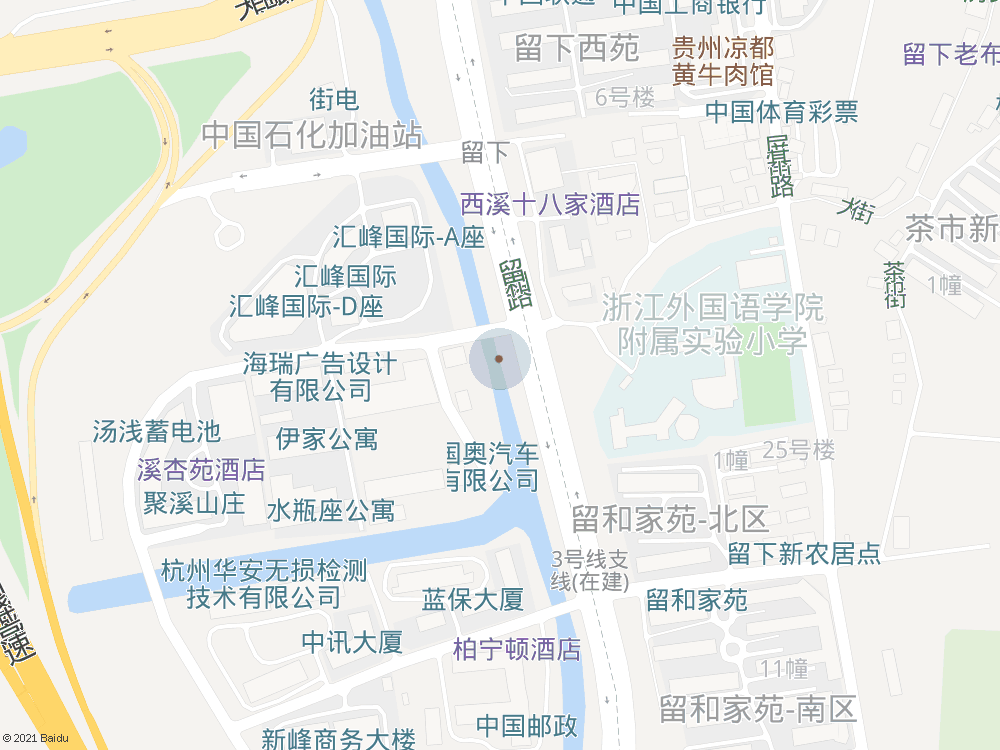 中国联通
中国工商银行
留下西苑
贵州凉都
黄牛肉馆
留下老布
6号楼
街电
中国体育彩票
中国石化加油站
留下
屏基路
西溪十八家酒店
大街
茶市新
汇峰国际-A座
留和路
茶市街
1幢
汇峰国际
汇峰国际-D座
浙江外国语学院
附属实验小学
海瑞广告设计
有限公司
汤浅蓄电池
伊家公寓
25号楼
1幢
国奥汽车
有限公司
溪杏苑酒店
聚溪山庄
水瓶座公寓
留和家苑-北区
3号线支
线(在建)
留下新农居点
杭州华安无损检测
技术有限公司
蓝保大厦
留和家苑
中讯大厦
柏宁顿酒店
11幢
高速
留和家苑-南区
中国邮政
新峰商务大楼
© 2021 Baidu